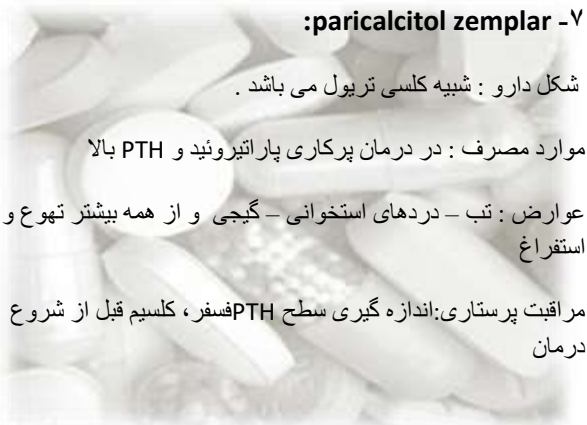 ۷- paricalcitol zemplar:
شکل دارو : شبیه کلسی تریول می باشد .
موارد مصرف : در درمان پرکاری پاراتیروئید و PTH بالا
عوارض : تب – دردهای استخوانی – گیجی و از همه بیشتر تهوع و
استفراغ
مراقبت پرستاری:اندازه گیری سطح PTHفسفر، کلسیم قبل از شروع
درمان